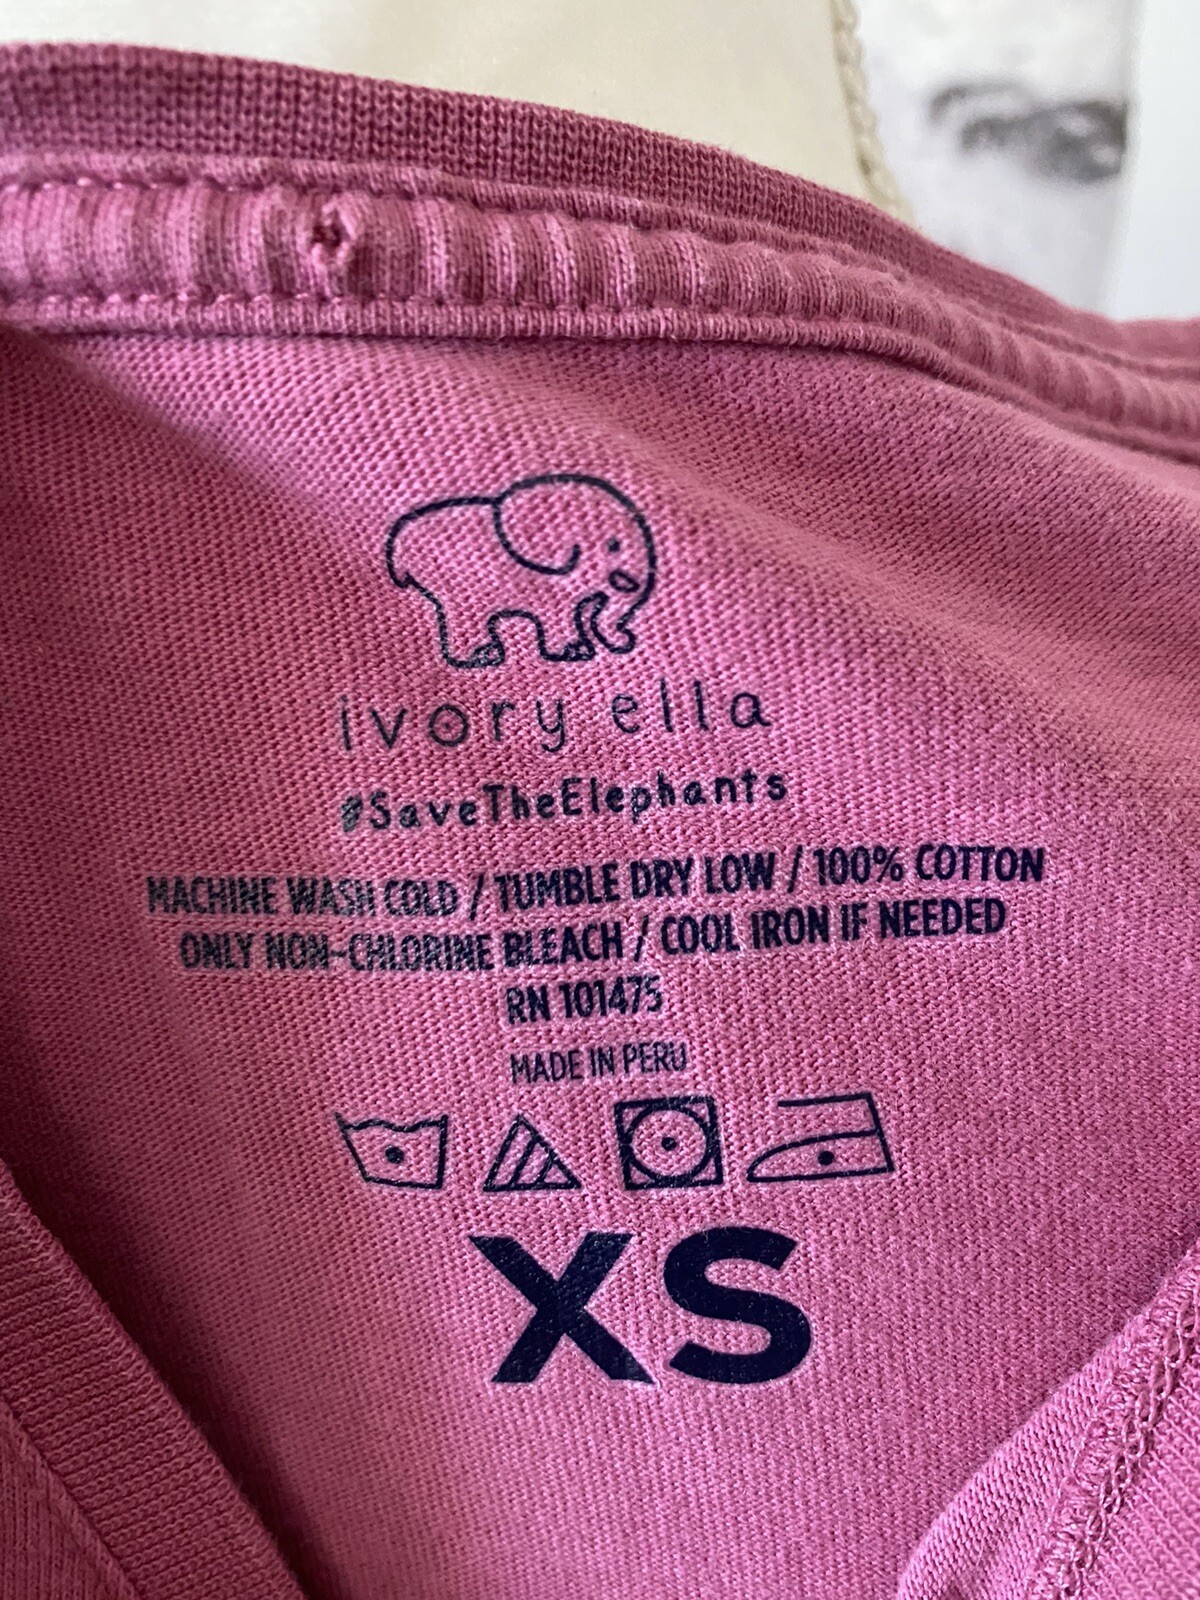 ivory ella
#SaveTheElephants
MACHINE WASH COLD / TUMBLE DRY LOW / 100% COTTON
ONLY NON-CHLORINE BLEACH / COOL IRON IF NEEDED
RN 101475
MADE IN PERU
XS